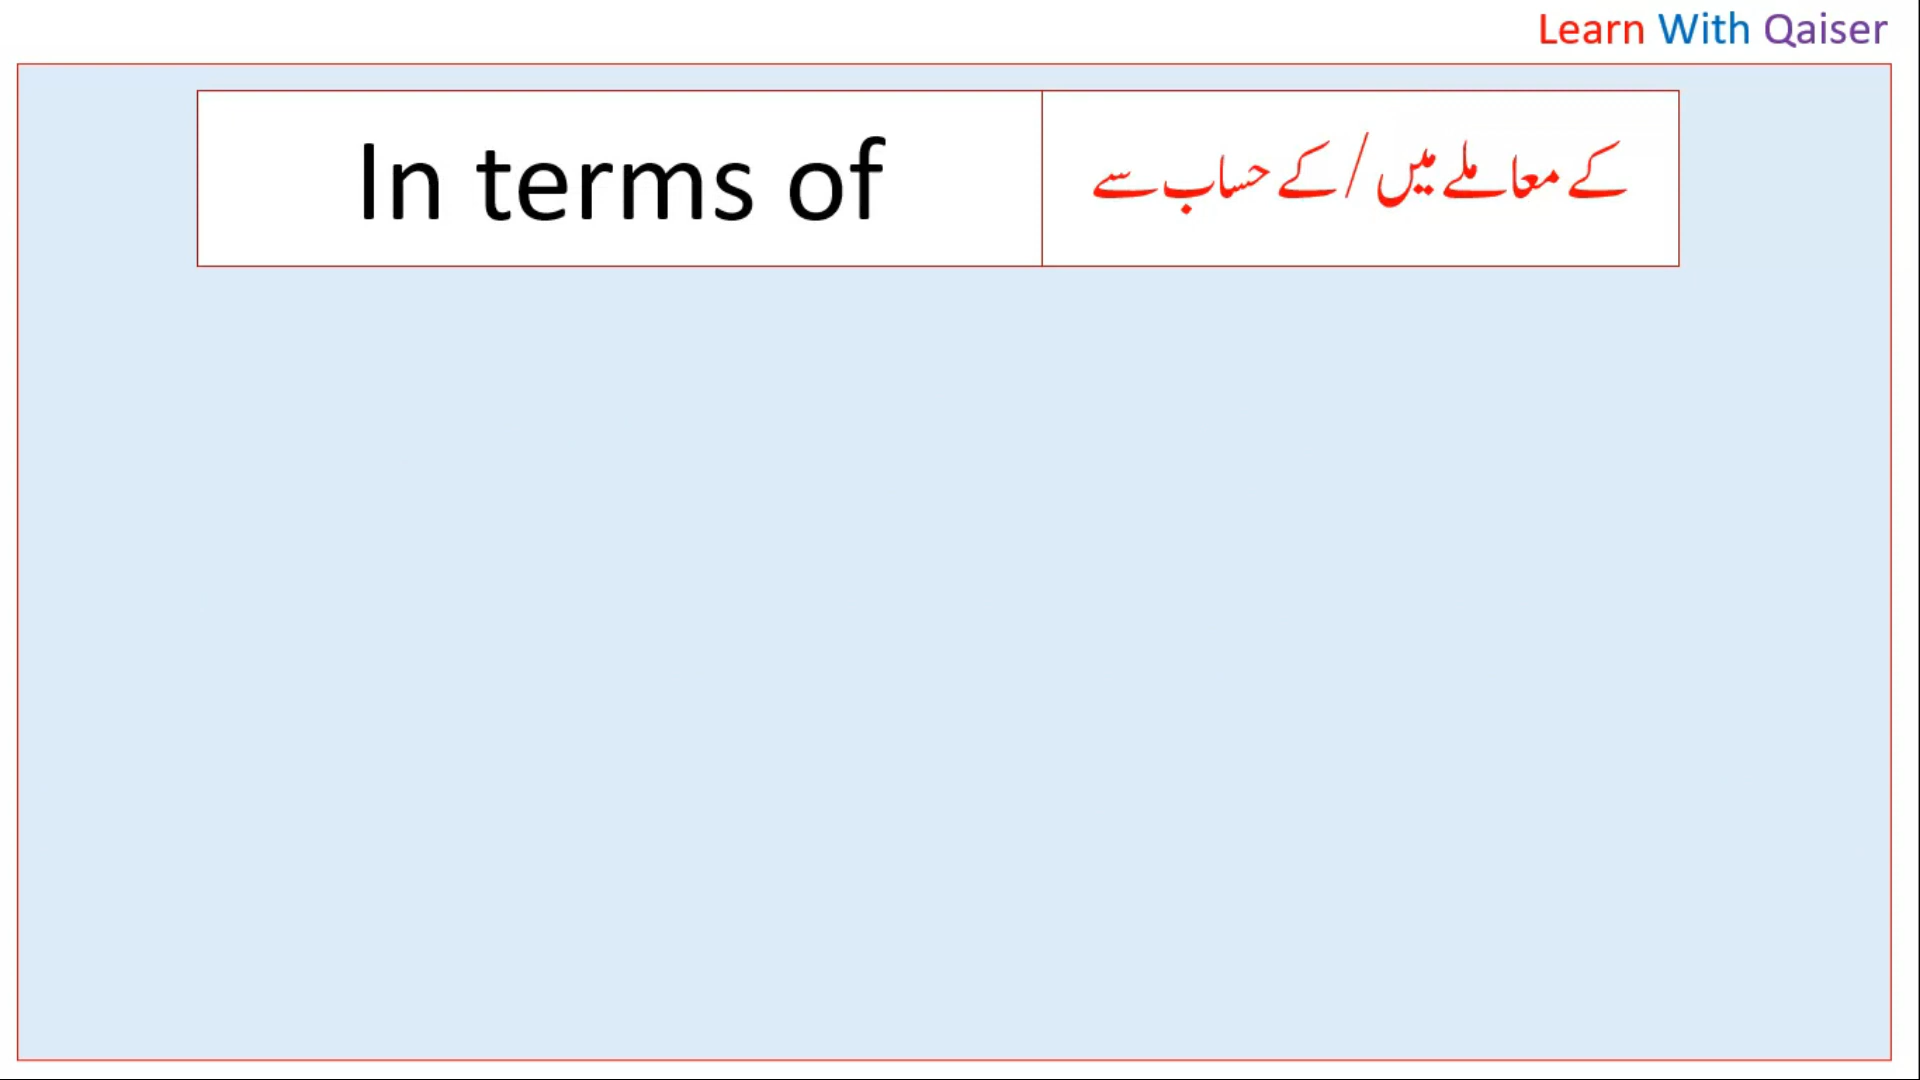 Learn With Qaiser
In terms of
کے معاملے میں / کے حساب سے